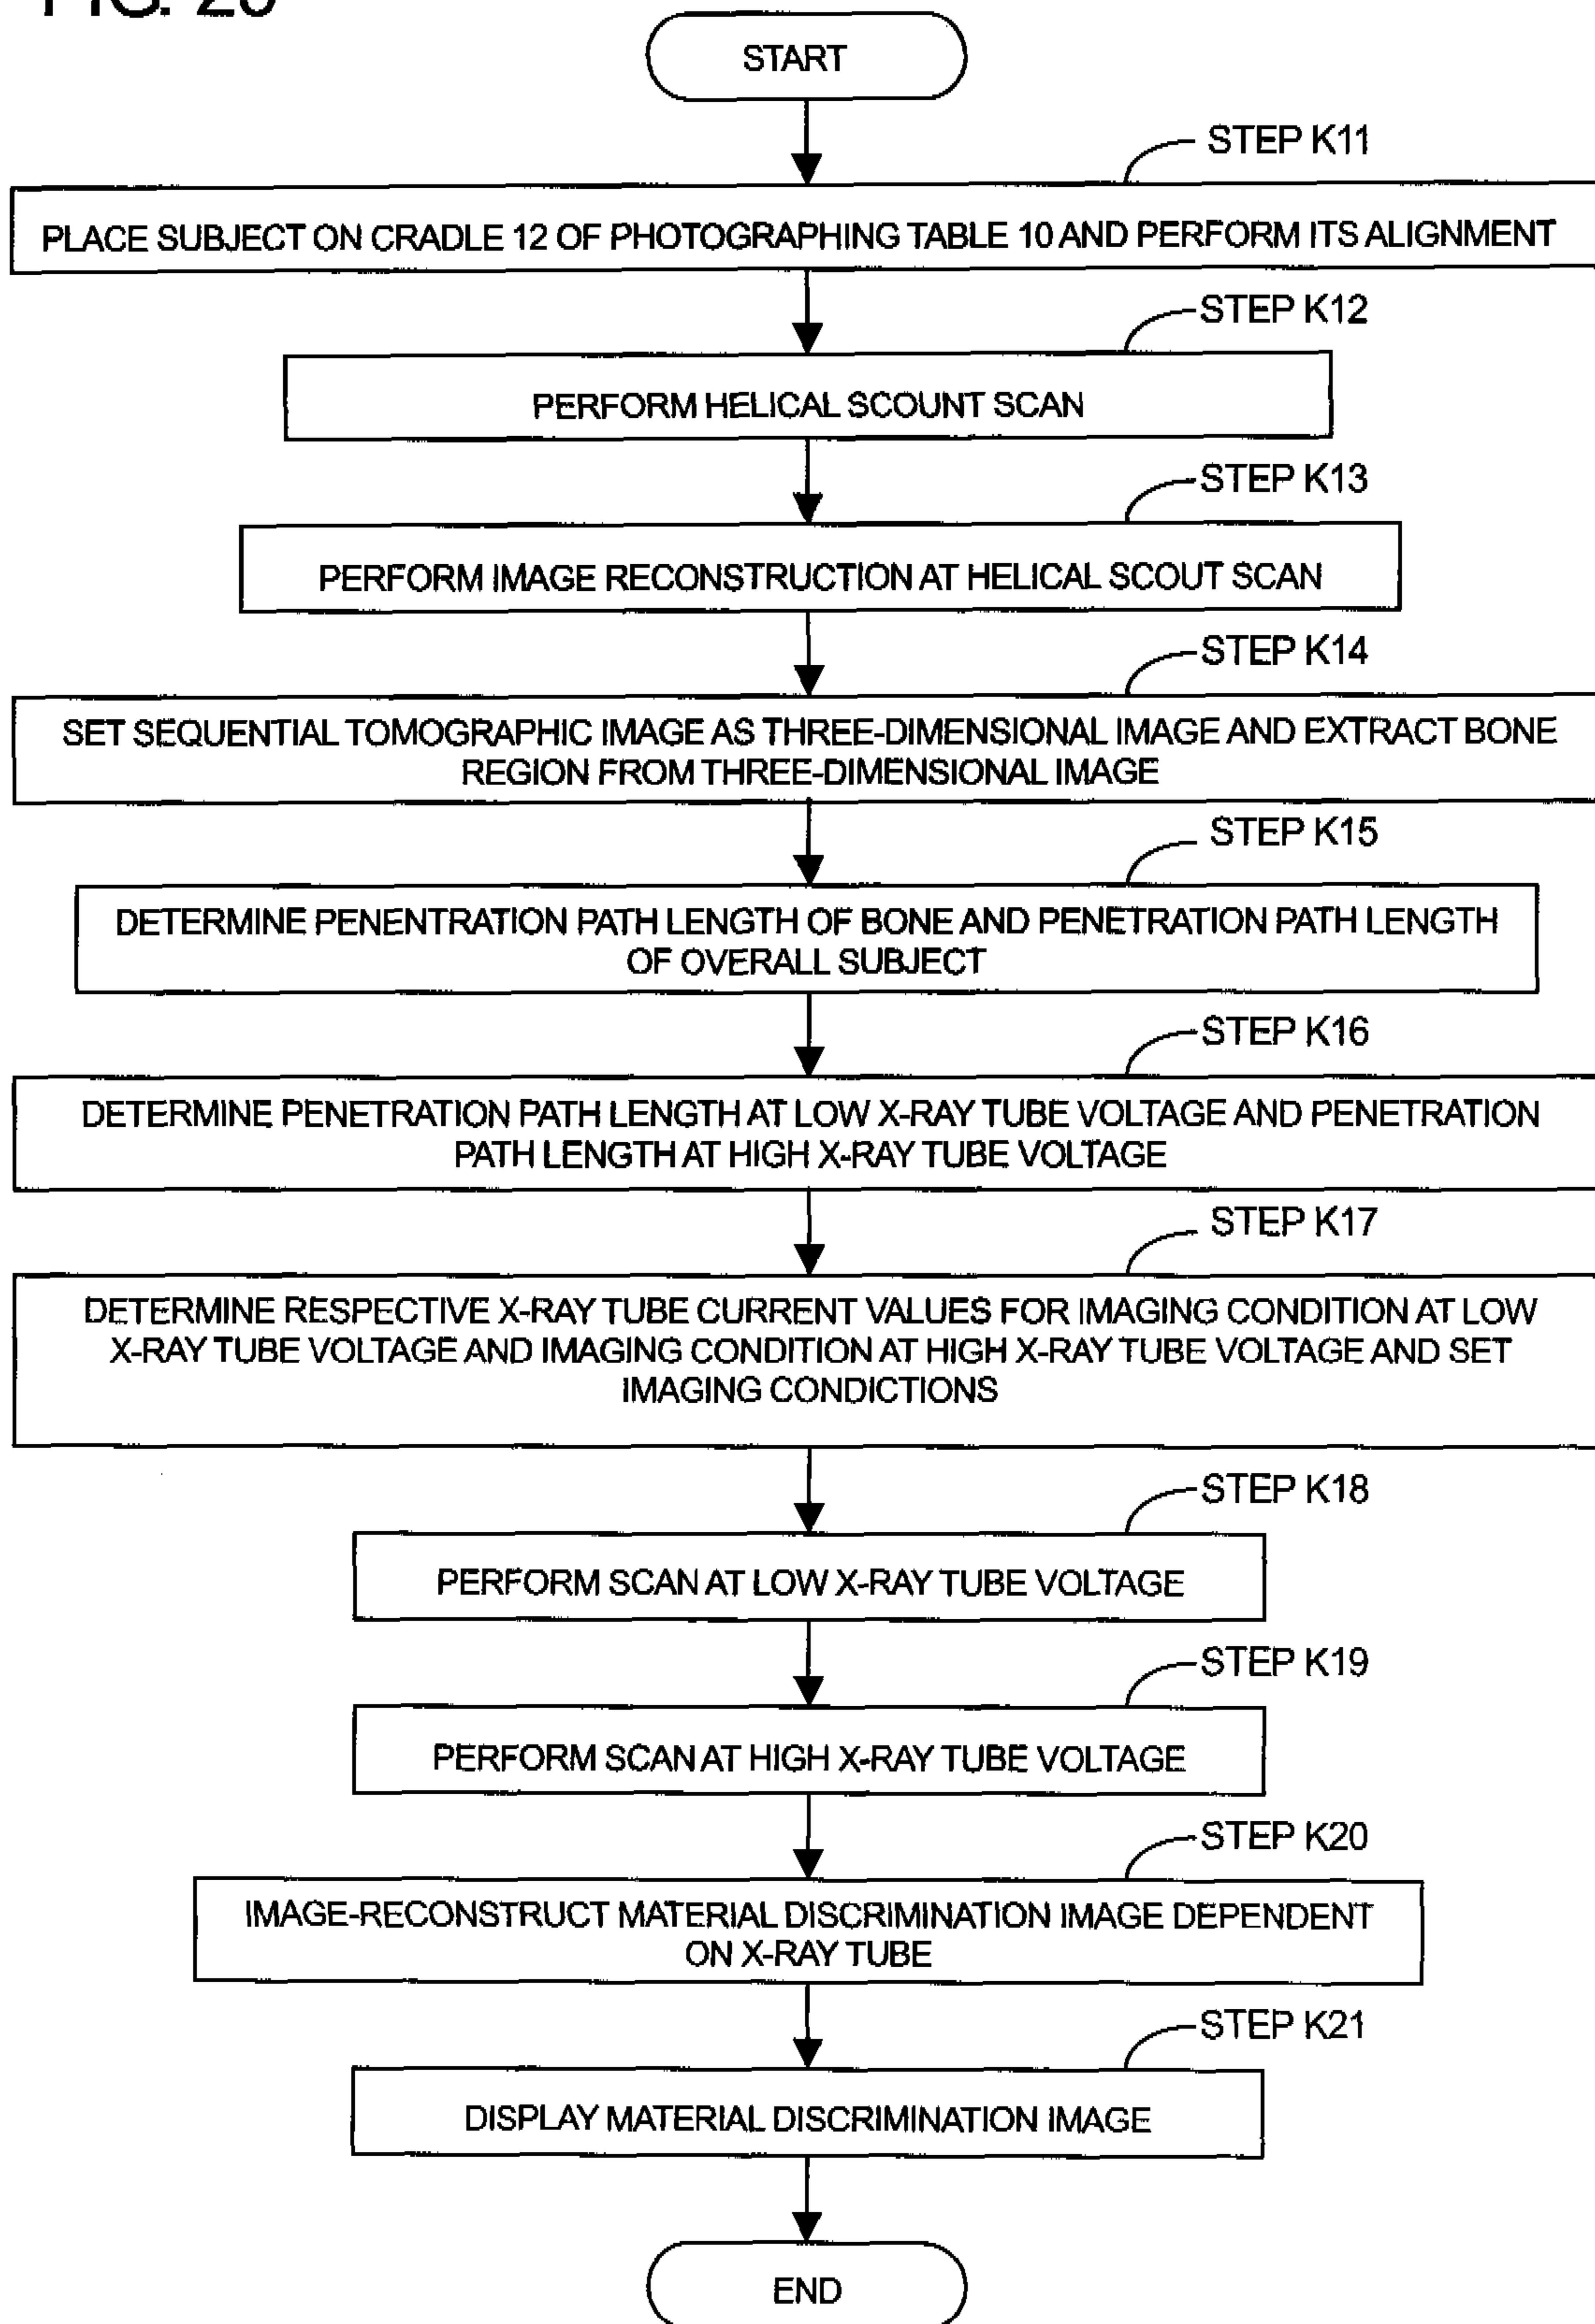 START
STEP K11
PLACE SUBJECT ON CRADLE 12 OF PHOTOGRAPHING TABLE 10 AND PERFORM ITS ALIGNMENT
STEP K12
PERFORM HELICAL SCOUNT SCAN
STEP K13
PERFORM IMAGE RECONSTRUCTION AT HELICAL SCOUT SCAN
STEP K14
SET SEQUENTIAL TOMOGRAPHIC IMAGE AS THREE-DIMENSIONAL IMAGE AND EXTRACT BONE
REGION FROM THREE-DIMENSIONAL IMAGE
STEP K15
DETERMINE PENENTRATION PATH LENGTH OF BONE AND PENETRATION PATH LENGTH
OF OVERALL SUBJECT
STEP K16
DETERMINE PENETRATION PATH LENGTH AT LOW X-RAY TUBE VOLTAGE AND PENETRATION
PATH LENGTH AT HIGH X-RAY TUBE VOLTAGE
STEP K17
DETERMINE RESPECTIVE X-RAY TUBE CURRENT VALUES FOR IMAGING CONDITION AT LOW
X-RAY TUBE VOLTAGE AND IMAGING CONDITION AT HIGH X-RAY TUBE VOLTAGE AND SET
IMAGING CONDICTIONS
STEP K18
PERFORM SCAN AT LOW X-RAY TUBE VOLTAGE
STEP K19
PERFORM SCAN AT HIGH X-RAY TUBE VOLTAGE
STEP K20
IMAGE-RECONSTRUCT MATERIAL DISCRIMINATION IMAGE DEPENDENT
ON X-RAY TUBE
STEP K21
DISPLAY MATERIAL DISCRIMINATION IMAGE
END